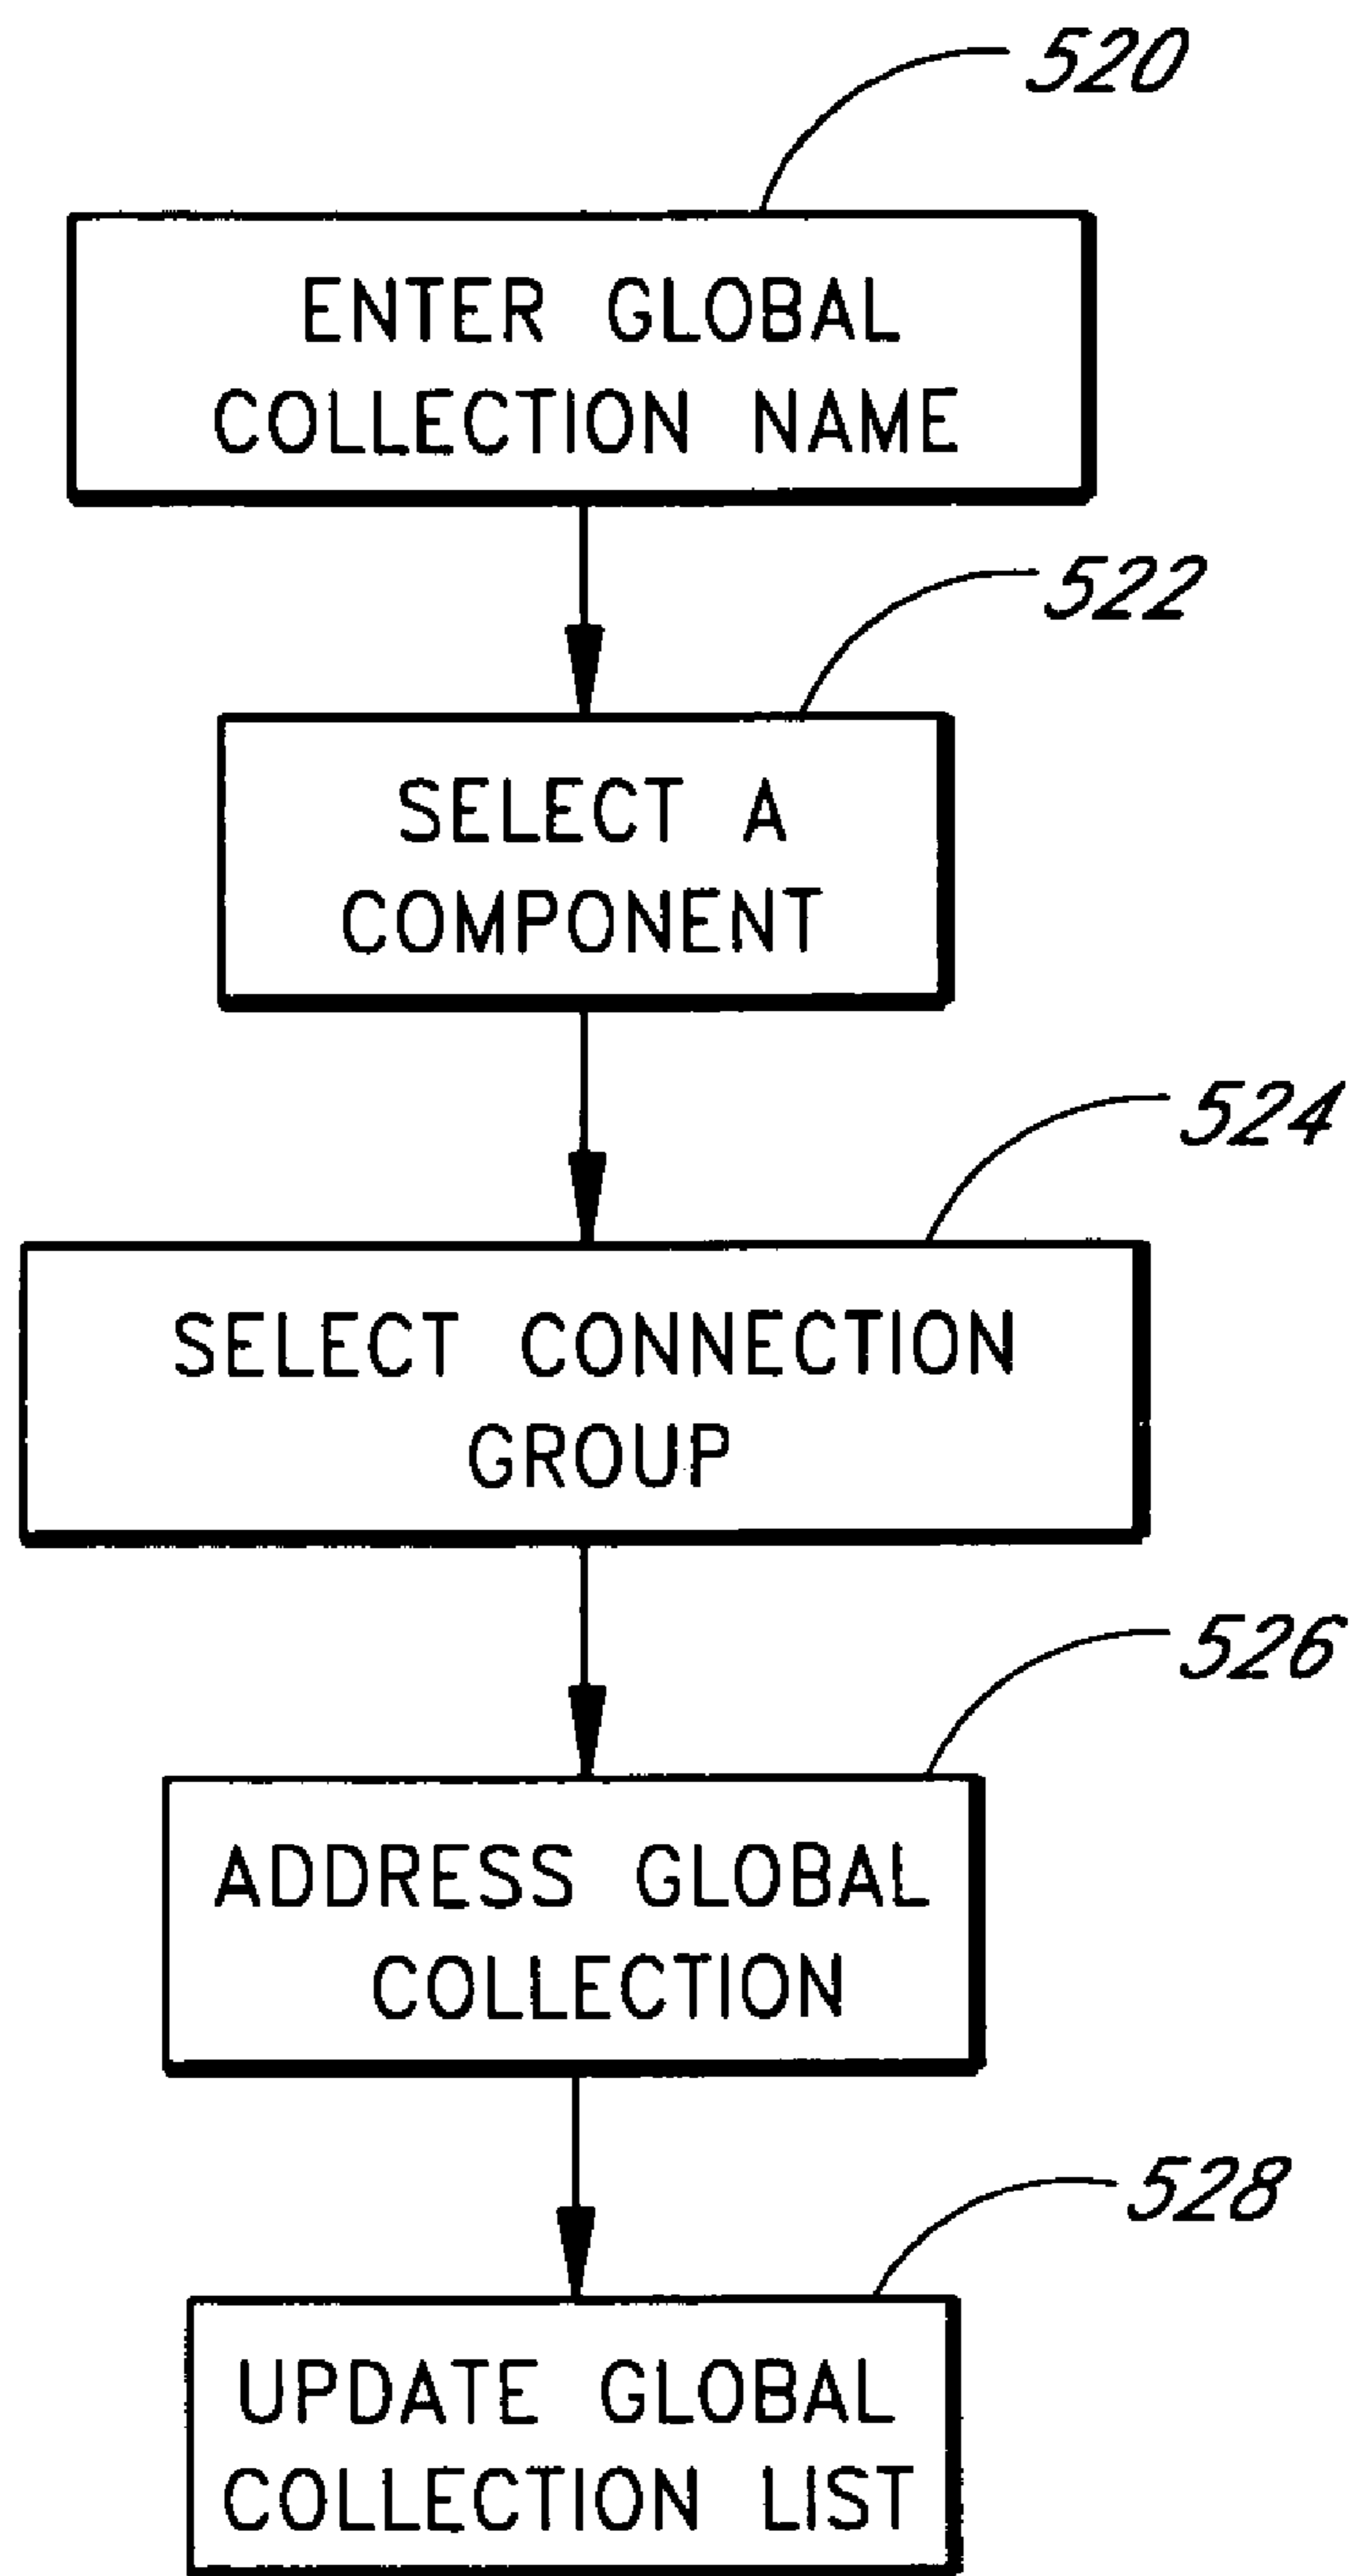 520
ENTER GLOBAL
COLLECTION NAME
522
SELECT A
COMPONENT
524
SELECT CONNECTION
GROUP
526
ADDRESS GLOBAL
COLLECTION
528
UPDATE GLOBAL
COLLECTION LIST